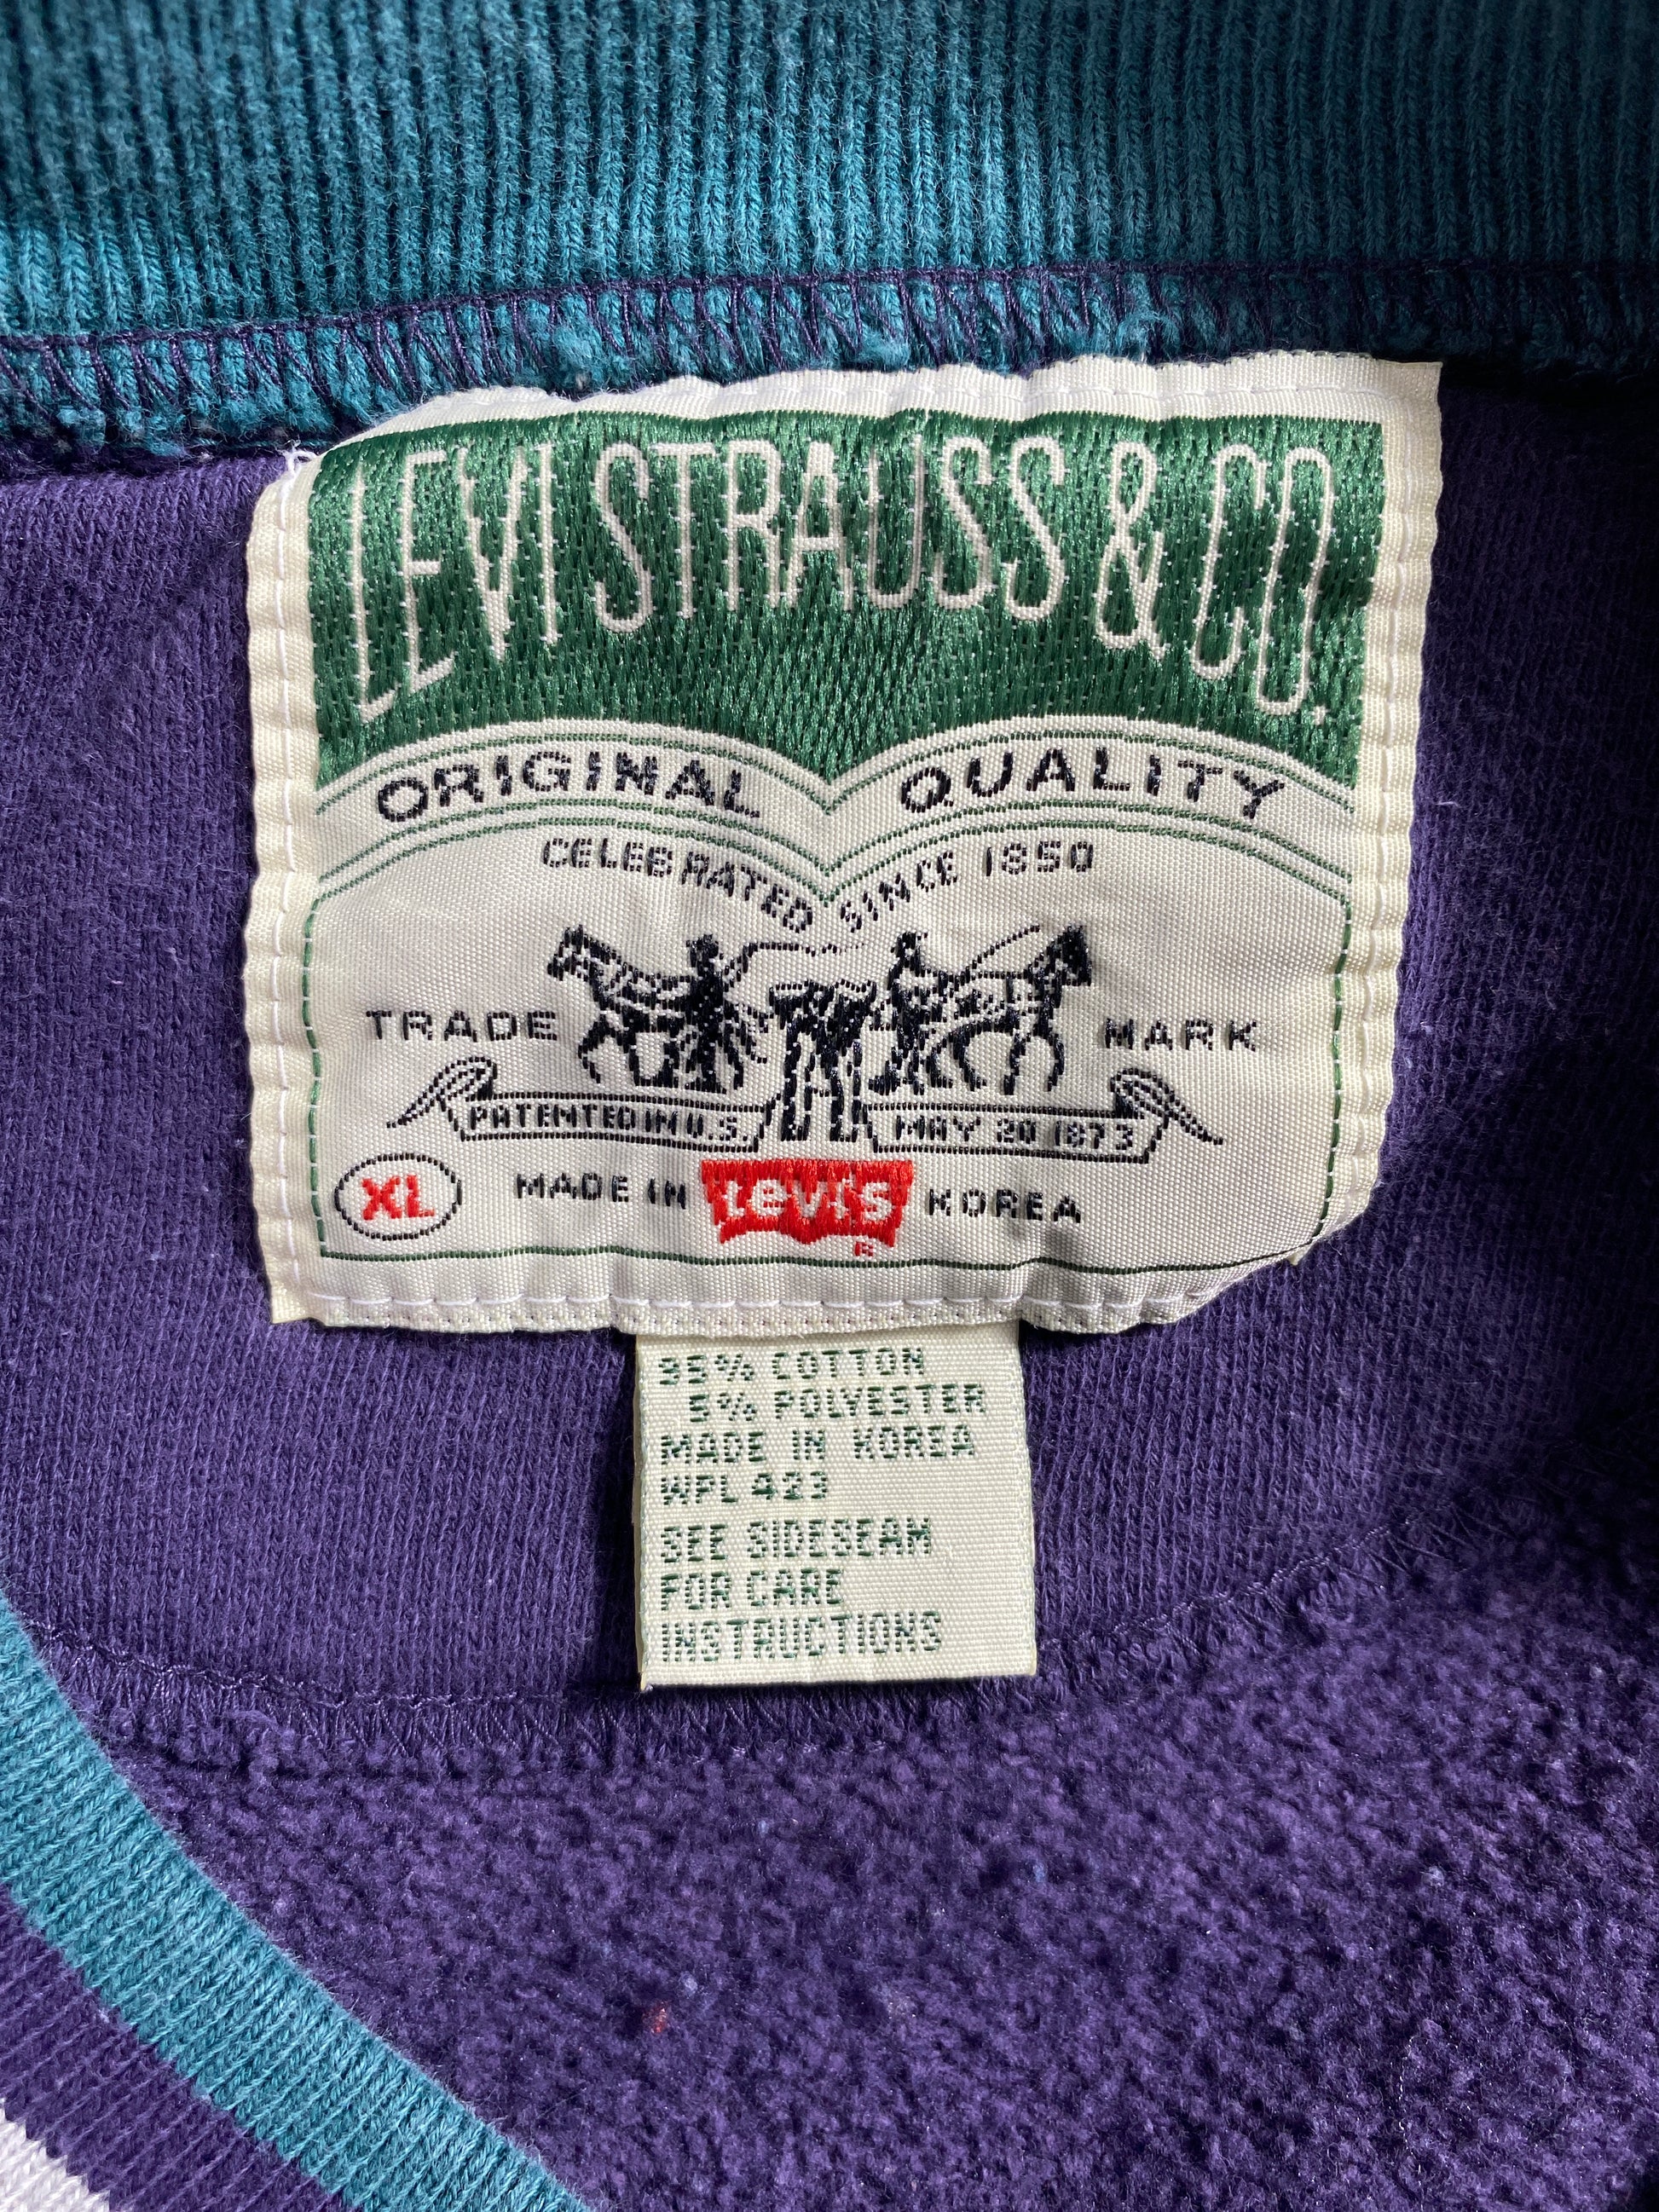 LEVI STRAUSS & CO.
ORIGINAL QUALITY
CELEBRATED SINCE 1850
TRADE MARK
PATENTED IN U.S. MAY 20 1873
XL MADE IN Levi's KOREA
R
95% COTTON
5% POLYESTER
MADE IN KOREA
WPL 423
SEE SIDESEAM
FOR CARE
INSTRUCTIONS